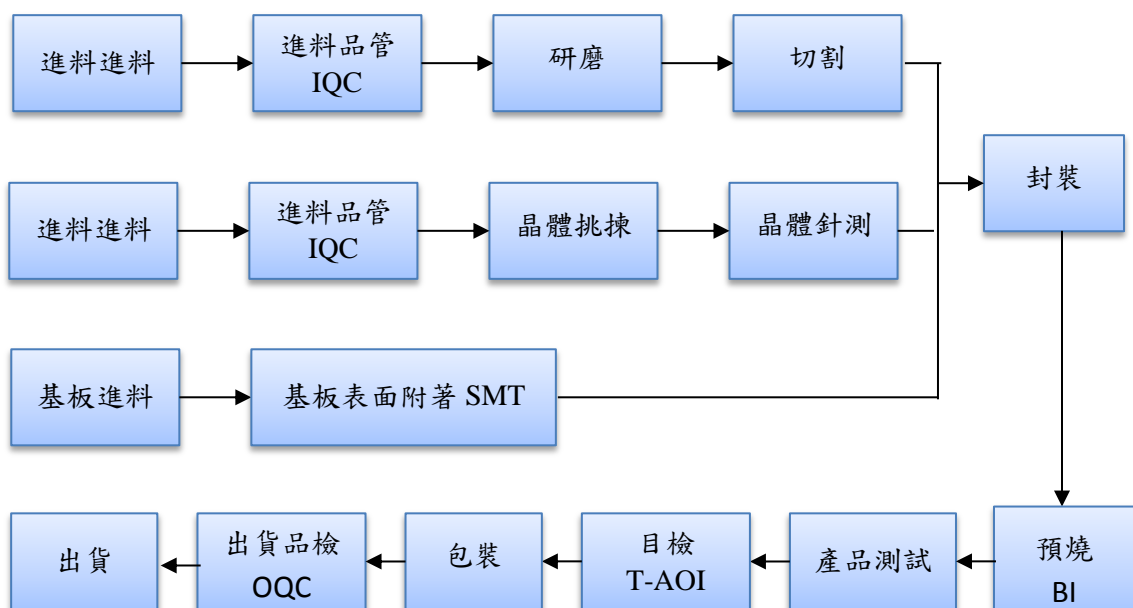 進料進料
進料品管
IQC
研磨
切割
封裝
進料進料
進料品管
IQC
晶體挑揀
晶體針測
基板進料
基板表面附著 SMT
出貨
出貨品檢
OQC
包裝
目檢
T-AOI
產品測試
預燒
BI